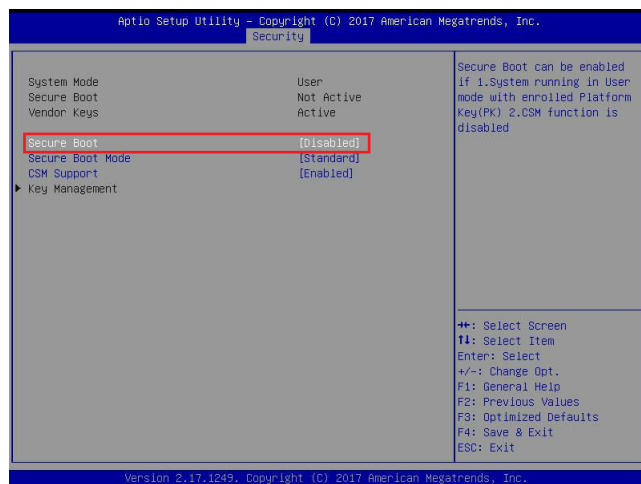 Aptio Setup Utility – Copyright (C) 2017 American Megatrends, Inc.
Security
System Mode User
Secure Boot Not Active
Vendor Keys Active
Secure Boot [Disabled]
Secure Boot Mode [Standard]
CSM Support [Enabled]
Key Management
Secure Boot can be enabled
if 1.System running in User
mode with enrolled Platform
Key(PK) 2.CSM function is
disabled
→←: Select Screen
↑↓: Select Item
Enter: Select
+/-: Change Opt.
F1: General Help
F2: Previous Values
F3: Optimized Defaults
F4: Save & Exit
ESC: Exit
Version 2.17.1249. Copyright (C) 2017 American Megatrends, Inc.